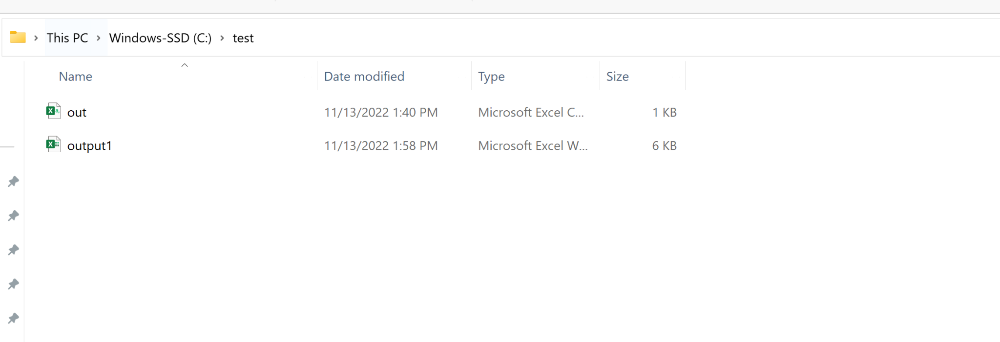 This PC > Windows-SSD (C:) > test
Name Date modified Type Size
out 11/13/2022 1:40 PM Microsoft Excel C... 1 KB
output1 11/13/2022 1:58 PM Microsoft Excel W... 6 KB